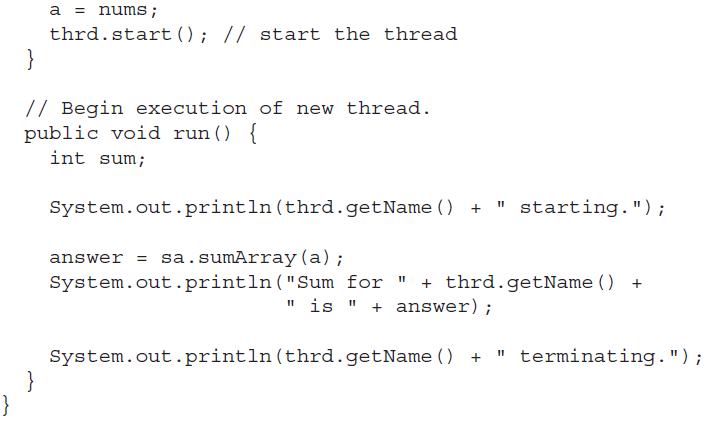 a = nums;
    thrd.start(); // start the thread
  }

  // Begin execution of new thread.
  public void run() {
    int sum;

    System.out.println(thrd.getName() + " starting.");

    answer = sa.sumArray(a);
    System.out.println("Sum for " + thrd.getName() +
                       " is " + answer);

    System.out.println(thrd.getName() + " terminating.");
  }
}